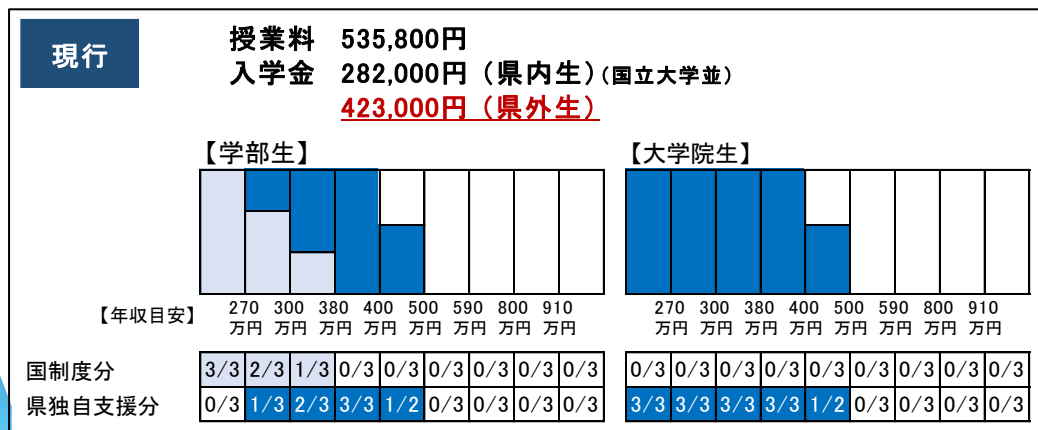 現行
授業料 535,800円
入学金 282,000円（県内生）(国立大学並)
423,000円（県外生）
【学部生】 【大学院生】
【年収目安】 270 300 380 400 500 590 800 910 270 300 380 400 500 590 800 910
万円 万円 万円 万円 万円 万円 万円 万円 万円 万円 万円 万円 万円 万円 万円 万円
国制度分 3/3 2/3 1/3 0/3 0/3 0/3 0/3 0/3 0/3 0/3 0/3 0/3 0/3 0/3 0/3 0/3 0/3 0/3
県独自支援分 0/3 1/3 2/3 3/3 1/2 0/3 0/3 0/3 0/3 3/3 3/3 3/3 3/3 1/2 0/3 0/3 0/3 0/3